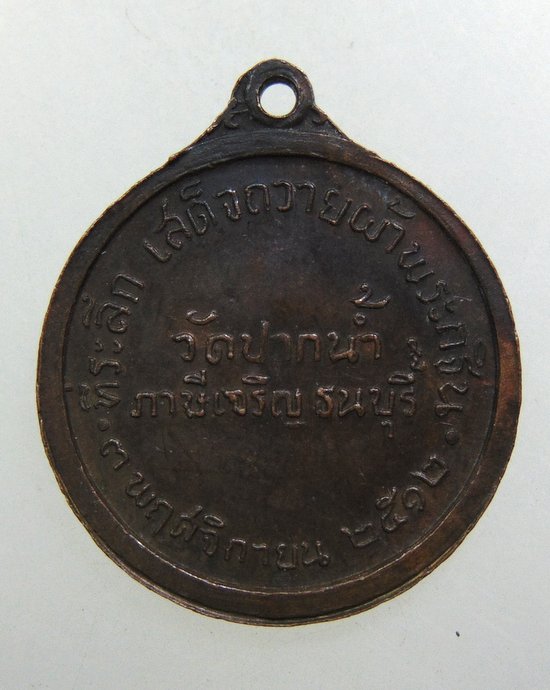 ที่ระลึก เสด็จถวายผ้าพระกฐิน
วัดปากน้ำ
ภาษีเจริญ ธนบุรี
๓ พฤศจิกายน ๒๕๑๒